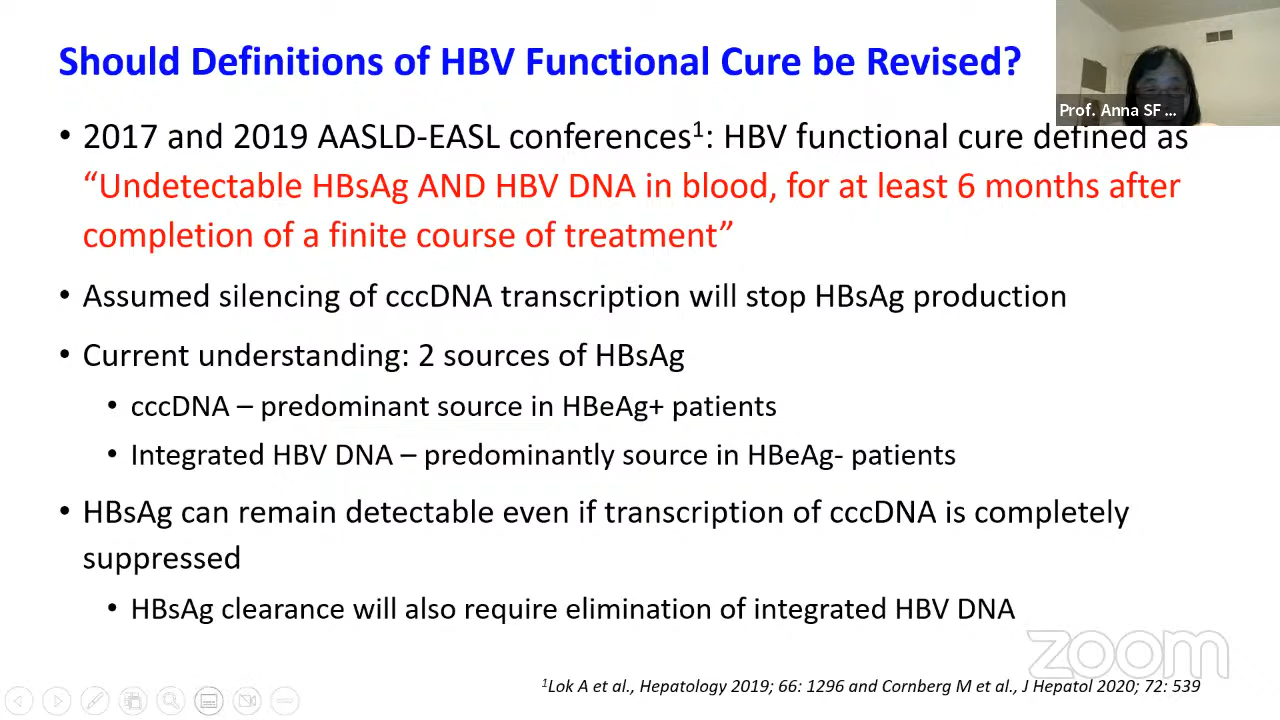 Should Definitions of HBV Functional Cure be Revised?
Prof. Anna SF ...
• 2017 and 2019 AASLD-EASL conferences1: HBV functional cure defined as
“Undetectable HBsAg AND HBV DNA in blood, for at least 6 months after
completion of a finite course of treatment”
• Assumed silencing of cccDNA transcription will stop HBsAg production
• Current understanding: 2 sources of HBsAg
• cccDNA – predominant source in HBeAg+ patients
• Integrated HBV DNA – predominantly source in HBeAg- patients
• HBsAg can remain detectable even if transcription of cccDNA is completely
suppressed
• HBsAg clearance will also require elimination of integrated HBV DNA
zoom
1Lok A et al., Hepatology 2019; 66: 1296 and Cornberg M et al., J Hepatol 2020; 72: 539